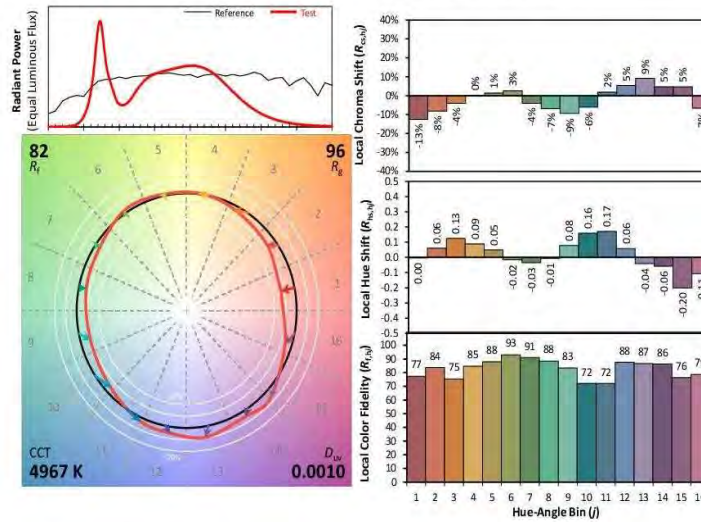 Reference Test
Radiant Power
(Equal Luminous Flux)
82 96
Rf Rg
5 4
6 3
7 2
8 1
9 16
10
12 13
CCT Duv
4967 K 0.0010
Local Chroma Shift (Rcs,hj)
40%
30%
20%
10%
0%
-10%
-20%
-30%
-40%
-13% -8% -4% 0% 1% 3% -4% -7% -9% -6% 2% 5% 9% 5% 5%
Local Hue Shift (Rhs,hj)
0.5
0.4
0.3
0.2
0.1
0.0
-0.1
-0.2
-0.3
-0.4
-0.5
0.00 0.06 0.13 0.09 0.05 -0.02 -0.03 -0.01 0.08 0.16 0.17 0.06 -0.04 -0.06 -0.20
Local Color Fidelity (Rf,hj)
100
90
80
70
60
50
40
30
20
10
0
77 84 75 85 88 93 91 88 83 72 72 88 87 86 76
1 2 3 4 5 6 7 8 9 10 11 12 13 14 15
Hue-Angle Bin (j)